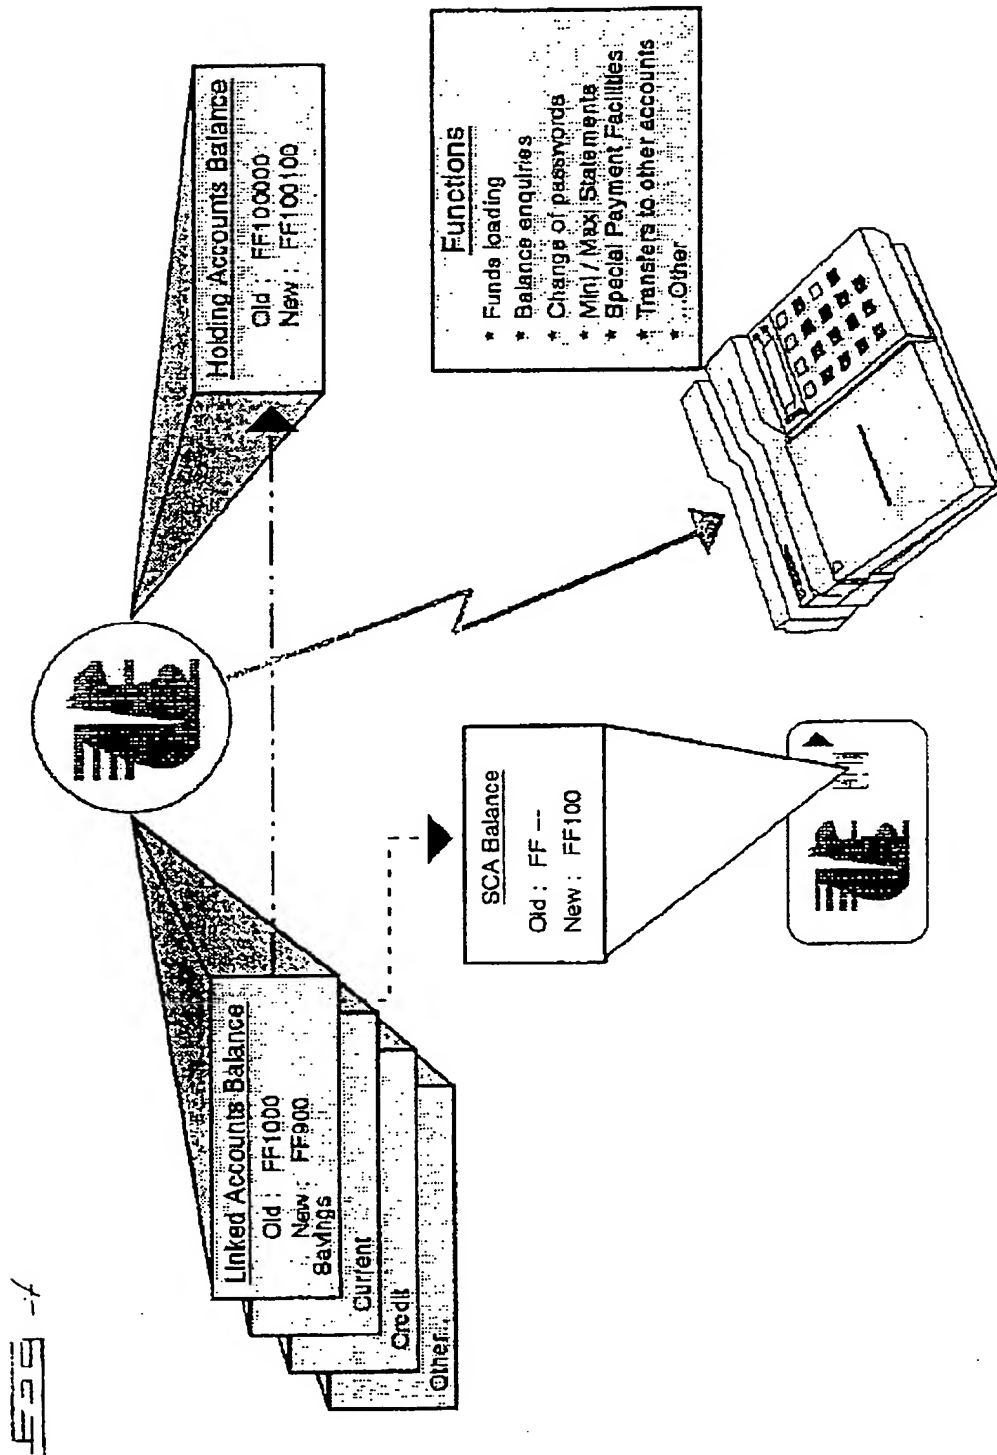 Linked Accounts Balance
Old : FF1000
New : FF900
Savings
Current
Credit
Other...
Holding Accounts Balance
Old : FF100000
New : FF100100
SCA Balance
Old : FF ---
New : FF100
Functions
* Funds loading
* Balance enquiries
* Change of passwords
* Mini / Maxi Statements
* Special Payment Facilities
* Transfers to other accounts
* ...Other